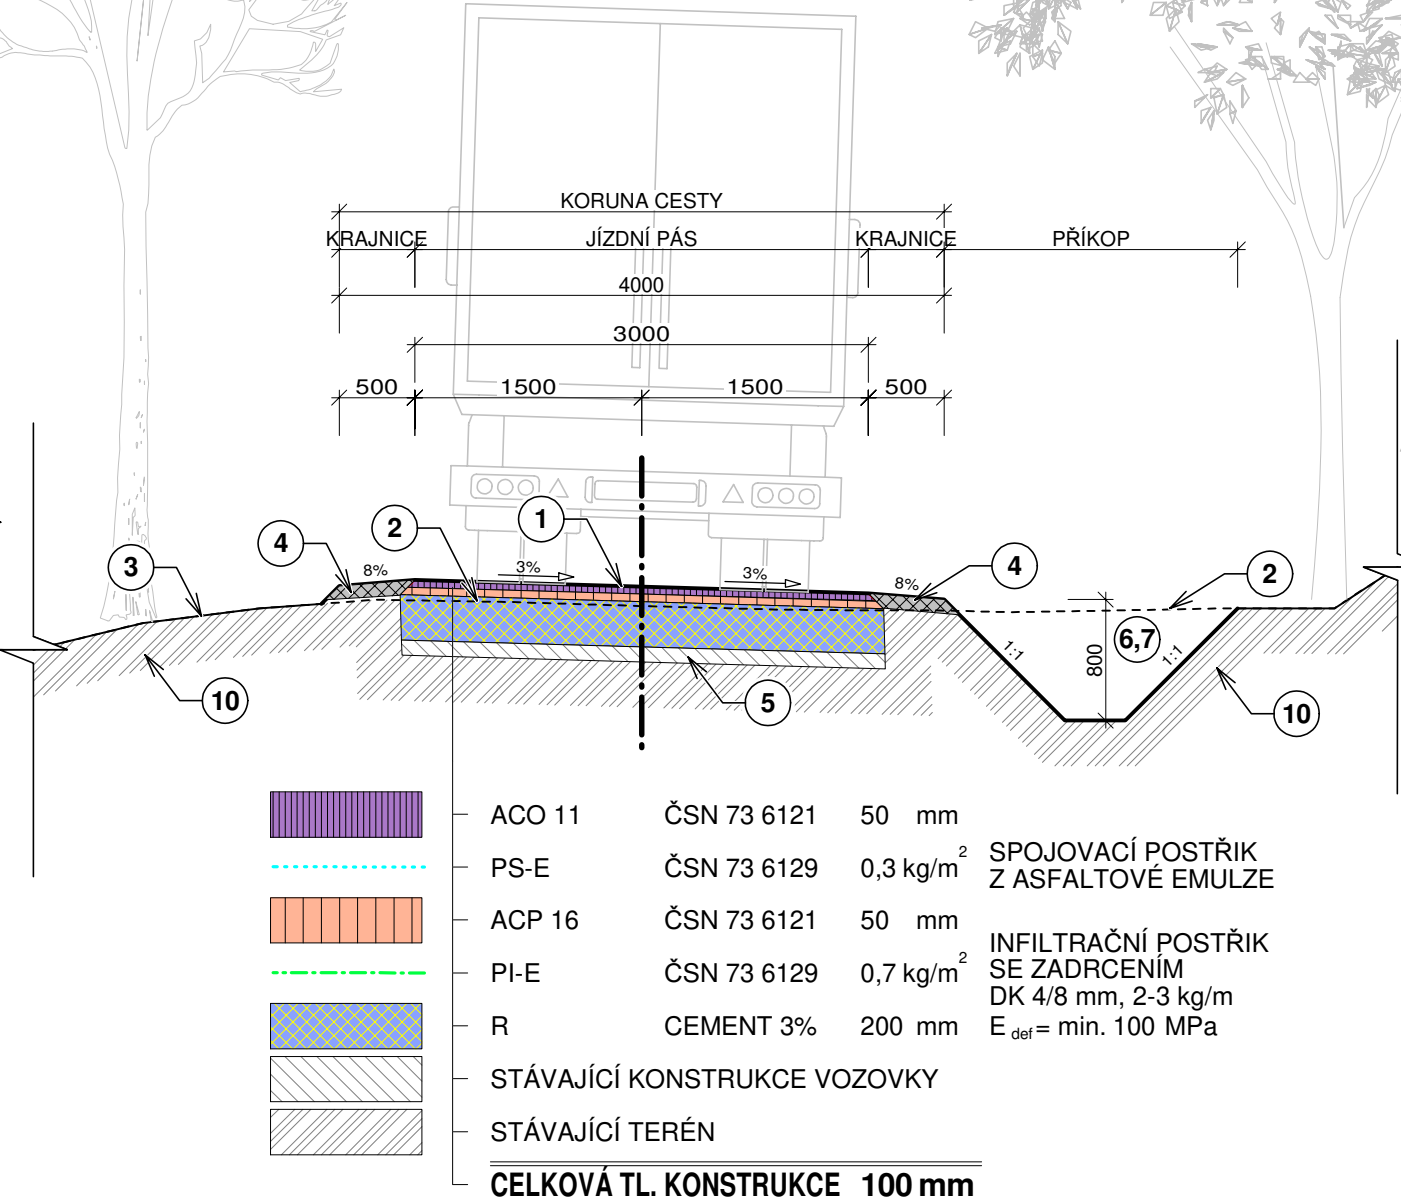 KORUNA CESTY
KRAJNICE JÍZDNÍ PÁS KRAJNICE PŘÍKOP
4000
3000
500 1500 1500 500
1
2
4
3
8% 3% 3% 8%
4
2
1:1 800 6,7 1:1
10
5
10
ACO 11 ČSN 73 6121 50 mm
PS-E ČSN 73 6129 0,3 kg/m² SPOJOVACÍ POSTŘIK
Z ASFALTOVÉ EMULZE
ACP 16 ČSN 73 6121 50 mm
PI-E ČSN 73 6129 0,7 kg/m² INFILTRAČNÍ POSTŘIK
SE ZADRCENÍM
DK 4/8 mm, 2-3 kg/m
R CEMENT 3% 200 mm E def = min. 100 MPa
STÁVAJÍCÍ KONSTRUKCE VOZOVKY
STÁVAJÍCÍ TERÉN
CELKOVÁ TL. KONSTRUKCE 100 mm